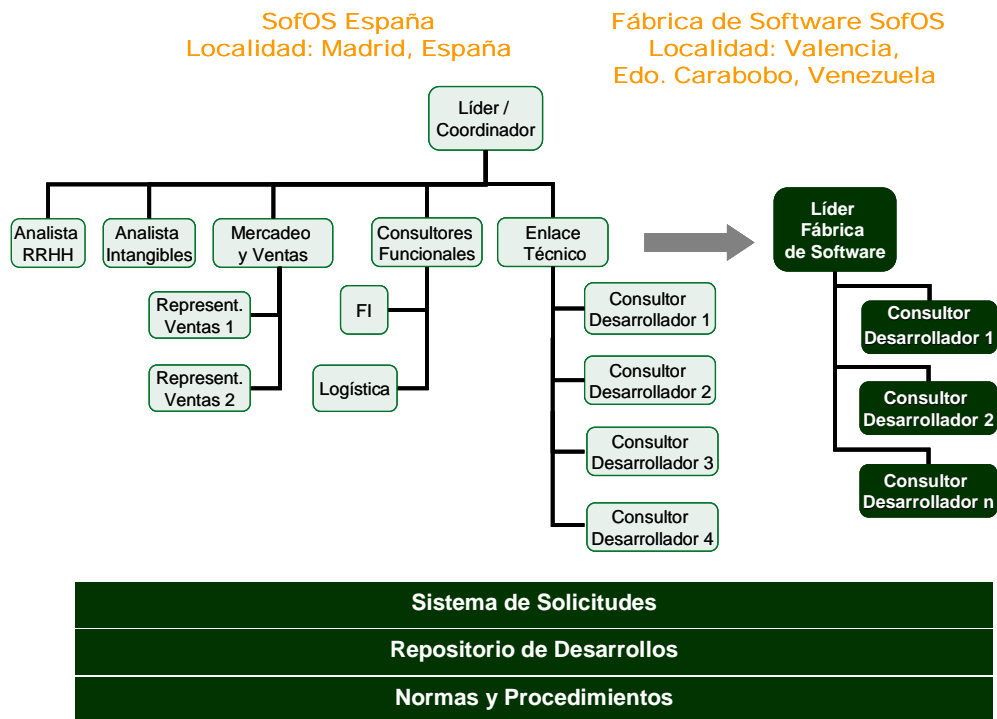 SofOS España
Localidad: Madrid, España
Fábrica de Software SofOS
Localidad: Valencia,
Edo. Carabobo, Venezuela
Líder /
Coordinador
Analista
RRHH
Analista
Intangibles
Mercadeo
y Ventas
Consultores
Funcionales
Enlace
Técnico
Líder
Fábrica
de Software
Represent.
Ventas 1
Represent.
Ventas 2
FI
Logística
Consultor
Desarrollador 1
Consultor
Desarrollador 2
Consultor
Desarrollador 3
Consultor
Desarrollador 4
Consultor
Desarrollador 1
Consultor
Desarrollador 2
Consultor
Desarrollador n
Sistema de Solicitudes
Repositorio de Desarrollos
Normas y Procedimientos